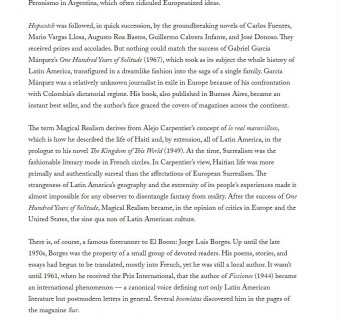 Peronismo in Argentina, which often ridiculed Europeanized ideas.
Hopscotch was followed, in quick succession, by the groundbreaking novels of Carlos Fuentes,
Mario Vargas Llosa, Augusto Roa Bastos, Guillermo Cabrera Infante, and José Donoso. They
received prizes and accolades. But nothing could match the success of Gabriel García
Márquez's One Hundred Years of Solitude (1967), which took as its subject the whole history of
Latin America, transfigured in a dreamlike fashion into the saga of a single family. García
Márquez was a relatively unknown journalist in exile in Europe because of his confrontation
with Colombia's dictatorial regime. His book, also published in Buenos Aires, became an
instant best seller, and the author's face graced the covers of magazines across the continent.
The term Magical Realism derives from Alejo Carpentier's concept of lo real maravilloso,
which is how he described the life of Haiti and, by extension, all of Latin America, in the
prologue to his novel The Kingdom of This World (1949). At the time, Surrealism was the
fashionable literary mode in French circles. In Carpentier's view, Haitian life was more
primally and authentically surreal than the affectations of European Surrealism. The
strangeness of Latin America's geography and the extremity of its people's experiences made it
almost impossible for any observer to disentangle fantasy from reality. After the success of One
Hundred Years of Solitude, Magical Realism became, in the opinion of critics in Europe and the
United States, the sine qua non of Latin American culture.
There is, of course, a famous forerunner to El Boom: Jorge Luis Borges. Up until the late
1950s, Borges was the property of a small group of devoted readers. His poems, stories, and
essays had begun to be translated, mostly into French, yet he was still a local author. It wasn't
until 1961, when he received the Prix International, that the author of Ficciones (1944) became
an international phenomenon — a canonical voice defining not only Latin American
literature but postmodern letters in general. Several boomistas discovered him in the pages of
the magazine Sur.